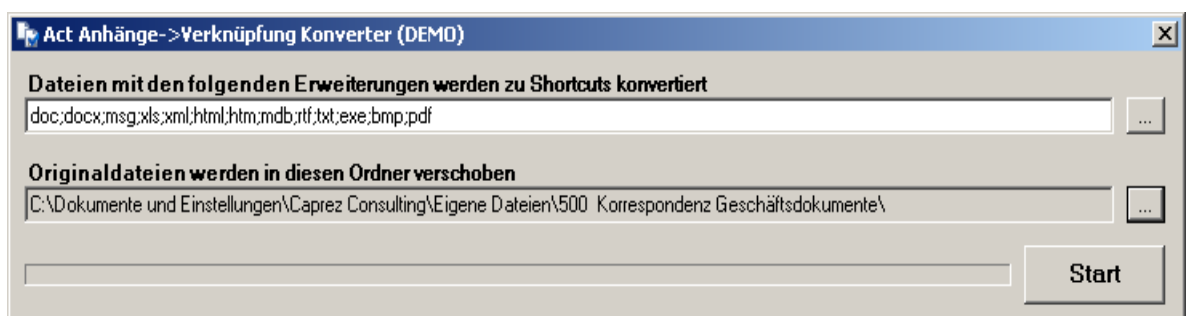 Act Anhänge->Verknüpfung Konverter (DEMO)
Dateien mit den folgenden Erweiterungen werden zu Shortcuts konvertiert
doc;docx;msg;xls;xml;html;htm;mdb;rtf;txt;exe;bmp;pdf
...
Originaldateien werden in diesen Ordner verschoben
C:\Dokumente und Einstellungen\Caprez Consulting\Eigene Dateien\500  Korrespondenz Geschäftsdokumente\
...
Start